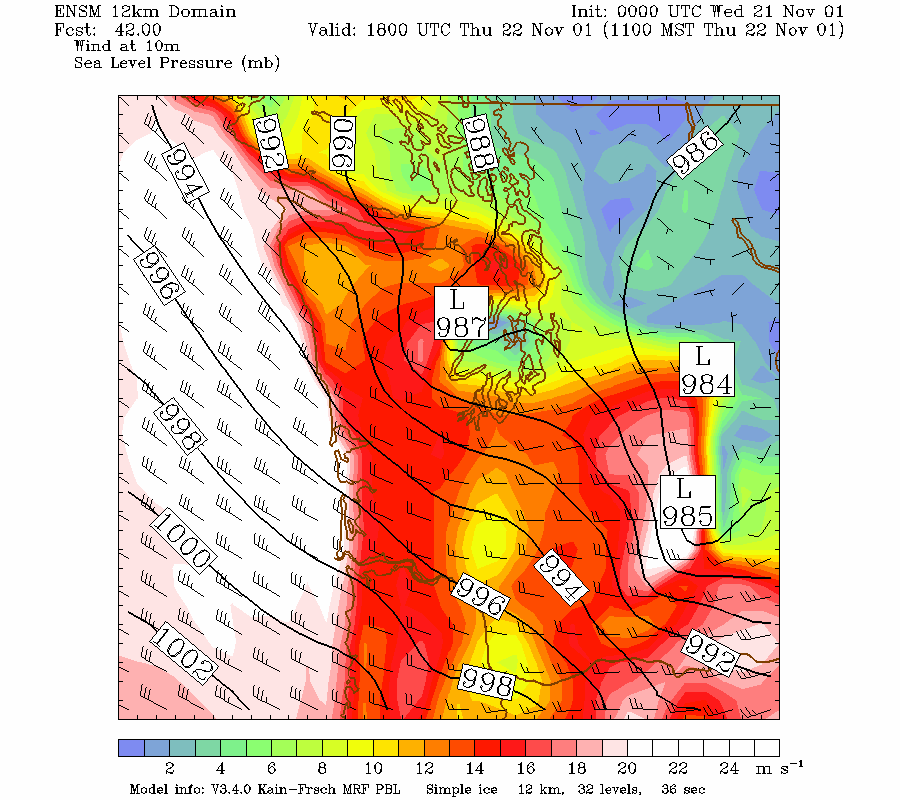 ENSM 12km Domain Init: 0000 UTC Wed 21 Nov 01
Fcst: 42.00 Valid: 1800 UTC Thu 22 Nov 01 (1100 MST Thu 22 Nov 01)
Wind at 10m
Sea Level Pressure (mb)
992 990 988 986
994
996
L
987
L
984
998
L
985
1000
994
996
992
1002
998
2 4 6 8 10 12 14 16 18 20 22 24 m s⁻¹
Model info: V3.4.0 Kain-Frsch MRF PBL Simple ice 12 km, 32 levels, 36 sec